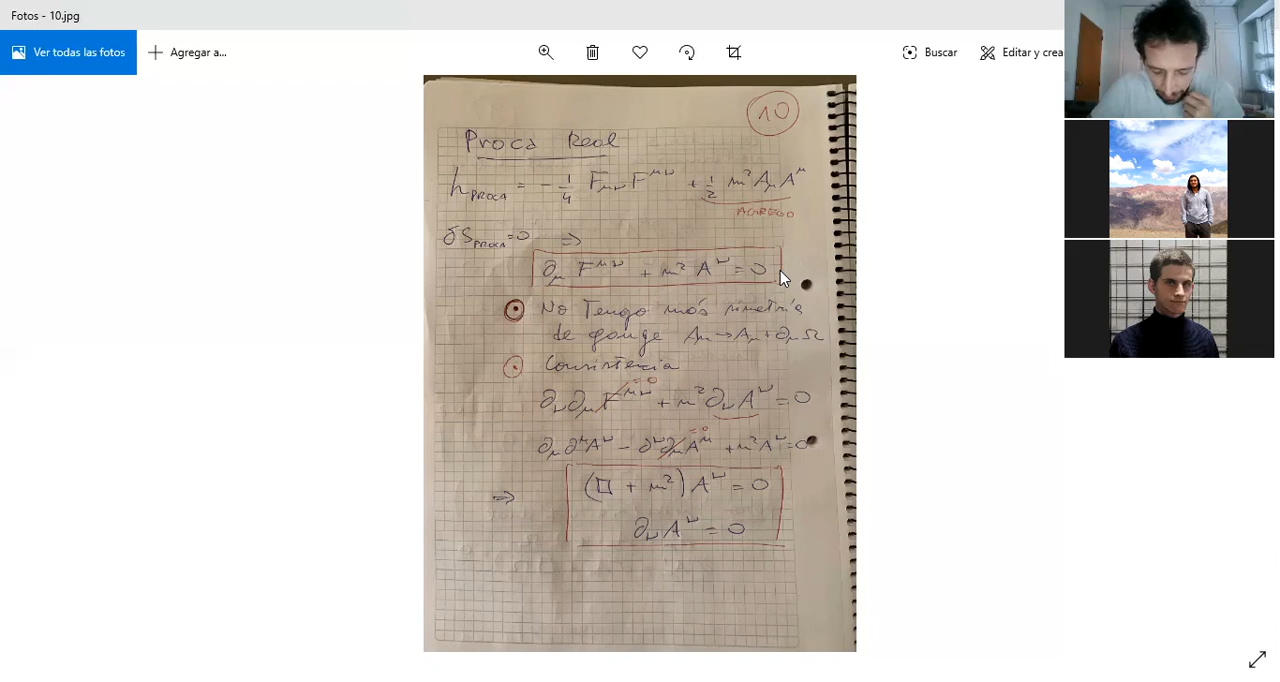 Fotos - 10.jpg
Ver todas las fotos
Agregar a...
Buscar
Editar y crea
10
Proca Real
ℒ_PROCA = -1/4 F_μν F^μν + 1/2 m² A_μ A^μ
AGREGO
δS_PROCA = 0 ⇒
∂_μ F^μν + m² A^ν = 0
No Tengo más simetría
de gauge A_μ → A_μ + ∂_μ Ω
Consistencia
= 0
∂_ν ∂_μ F^μν + m² ∂_ν A^ν = 0
= 0
∂_μ ∂^μ A^ν - ∂^ν ∂_μ A^μ + m² A^ν = 0
⇒ (□ + m²) A^ν = 0
∂_ν A^ν = 0